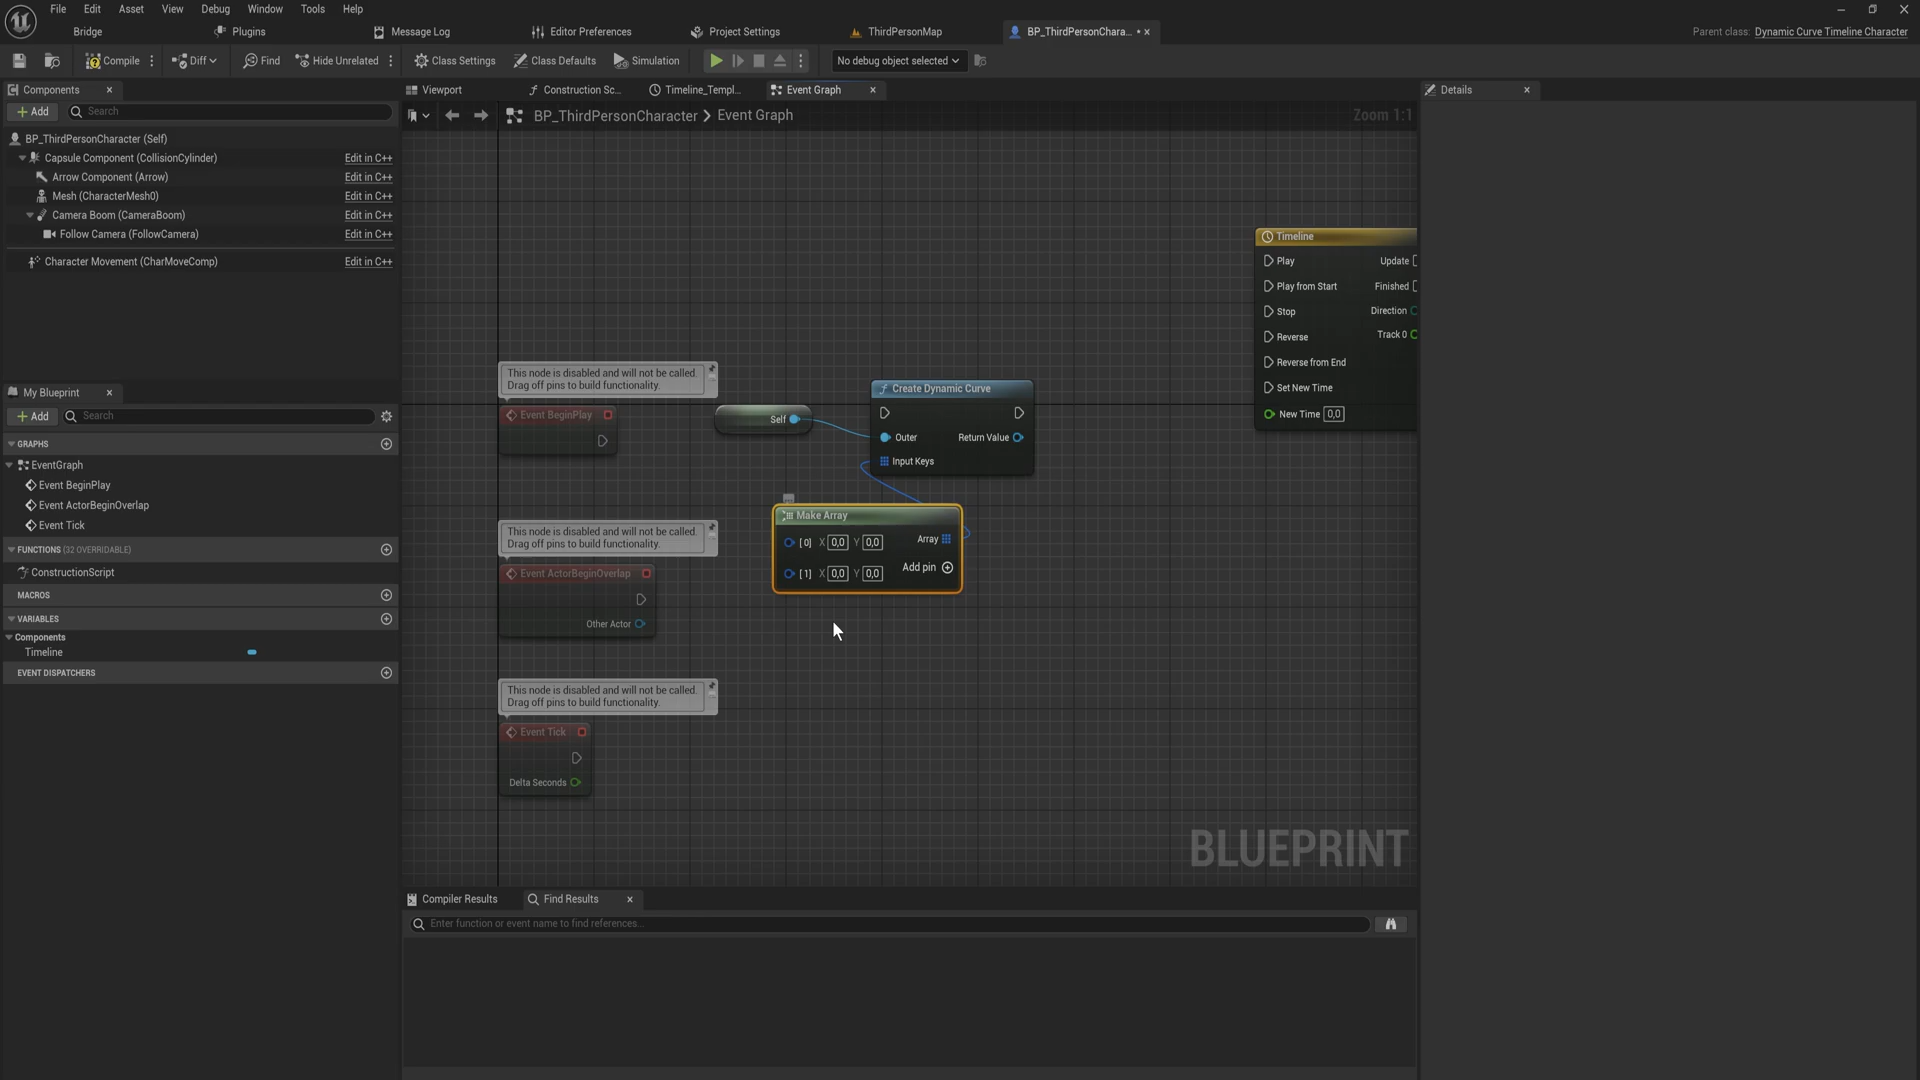 File Edit Asset View Debug Window Tools Help
Bridge Plugins Message Log Editor Preferences Project Settings ThirdPersonMap BP_ThirdPersonChara... • × Parent class: Dynamic Curve Timeline Character
Compile Diff Find Hide Unrelated Class Settings Class Defaults Simulation No debug object selected
Components × Viewport Construction Sc... Timeline_Templ... Event Graph × Details ×
Add Search
BP_ThirdPersonCharacter > Event Graph Zoom 1:1
BP_ThirdPersonCharacter (Self)
Capsule Component (CollisionCylinder) Edit in C++
Arrow Component (Arrow) Edit in C++
Mesh (CharacterMesh0) Edit in C++
Camera Boom (CameraBoom) Edit in C++
Follow Camera (FollowCamera) Edit in C++
Character Movement (CharMoveComp) Edit in C++
My Blueprint ×
Add Search
GRAPHS
EventGraph
Event BeginPlay
Event ActorBeginOverlap
Event Tick
FUNCTIONS (32 OVERRIDABLE)
ConstructionScript
MACROS
VARIABLES
Components
Timeline
EVENT DISPATCHERS
This node is disabled and will not be called.
Drag off pins to build functionality.
Event BeginPlay
This node is disabled and will not be called.
Drag off pins to build functionality.
Event ActorBeginOverlap
Other Actor
This node is disabled and will not be called.
Drag off pins to build functionality.
Event Tick
Delta Seconds
Self
Create Dynamic Curve
Outer Return Value
Input Keys
Make Array
[0] X 0,0 Y 0,0 Array
[1] X 0,0 Y 0,0 Add pin
Timeline
Play Update
Play from Start Finished
Stop Direction
Reverse Track 0
Reverse from End
Set New Time
New Time 0,0
BLUEPRINT
Compiler Results Find Results ×
Enter function or event name to find references...